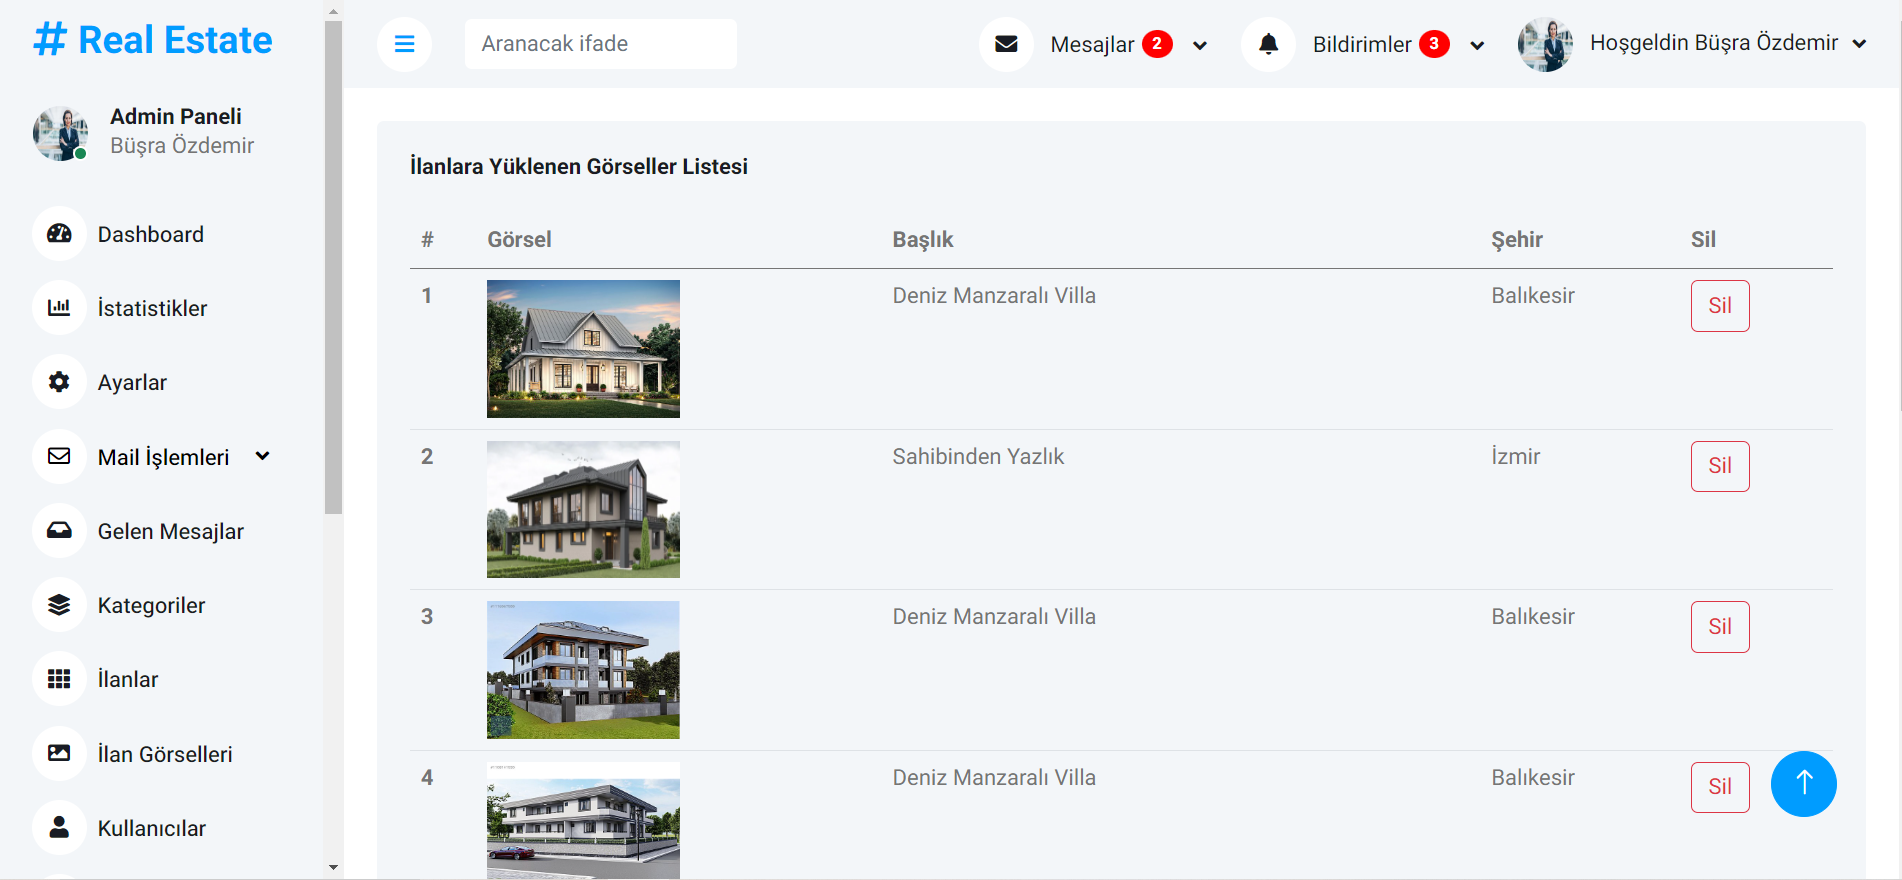 # Real Estate
Admin Paneli
Büşra Özdemir
Dashboard
İstatistikler
Ayarlar
Mail İşlemleri
Gelen Mesajlar
Kategoriler
İlanlar
İlan Görselleri
Kullanıcılar
Aranacak ifade
Mesajlar 2
Bildirimler 3
Hoşgeldin Büşra Özdemir
İlanlara Yüklenen Görseller Listesi
# Görsel Başlık Şehir Sil
1 Deniz Manzaralı Villa Balıkesir Sil
2 Sahibinden Yazlık İzmir Sil
3 Deniz Manzaralı Villa Balıkesir Sil
4 Deniz Manzaralı Villa Balıkesir Sil